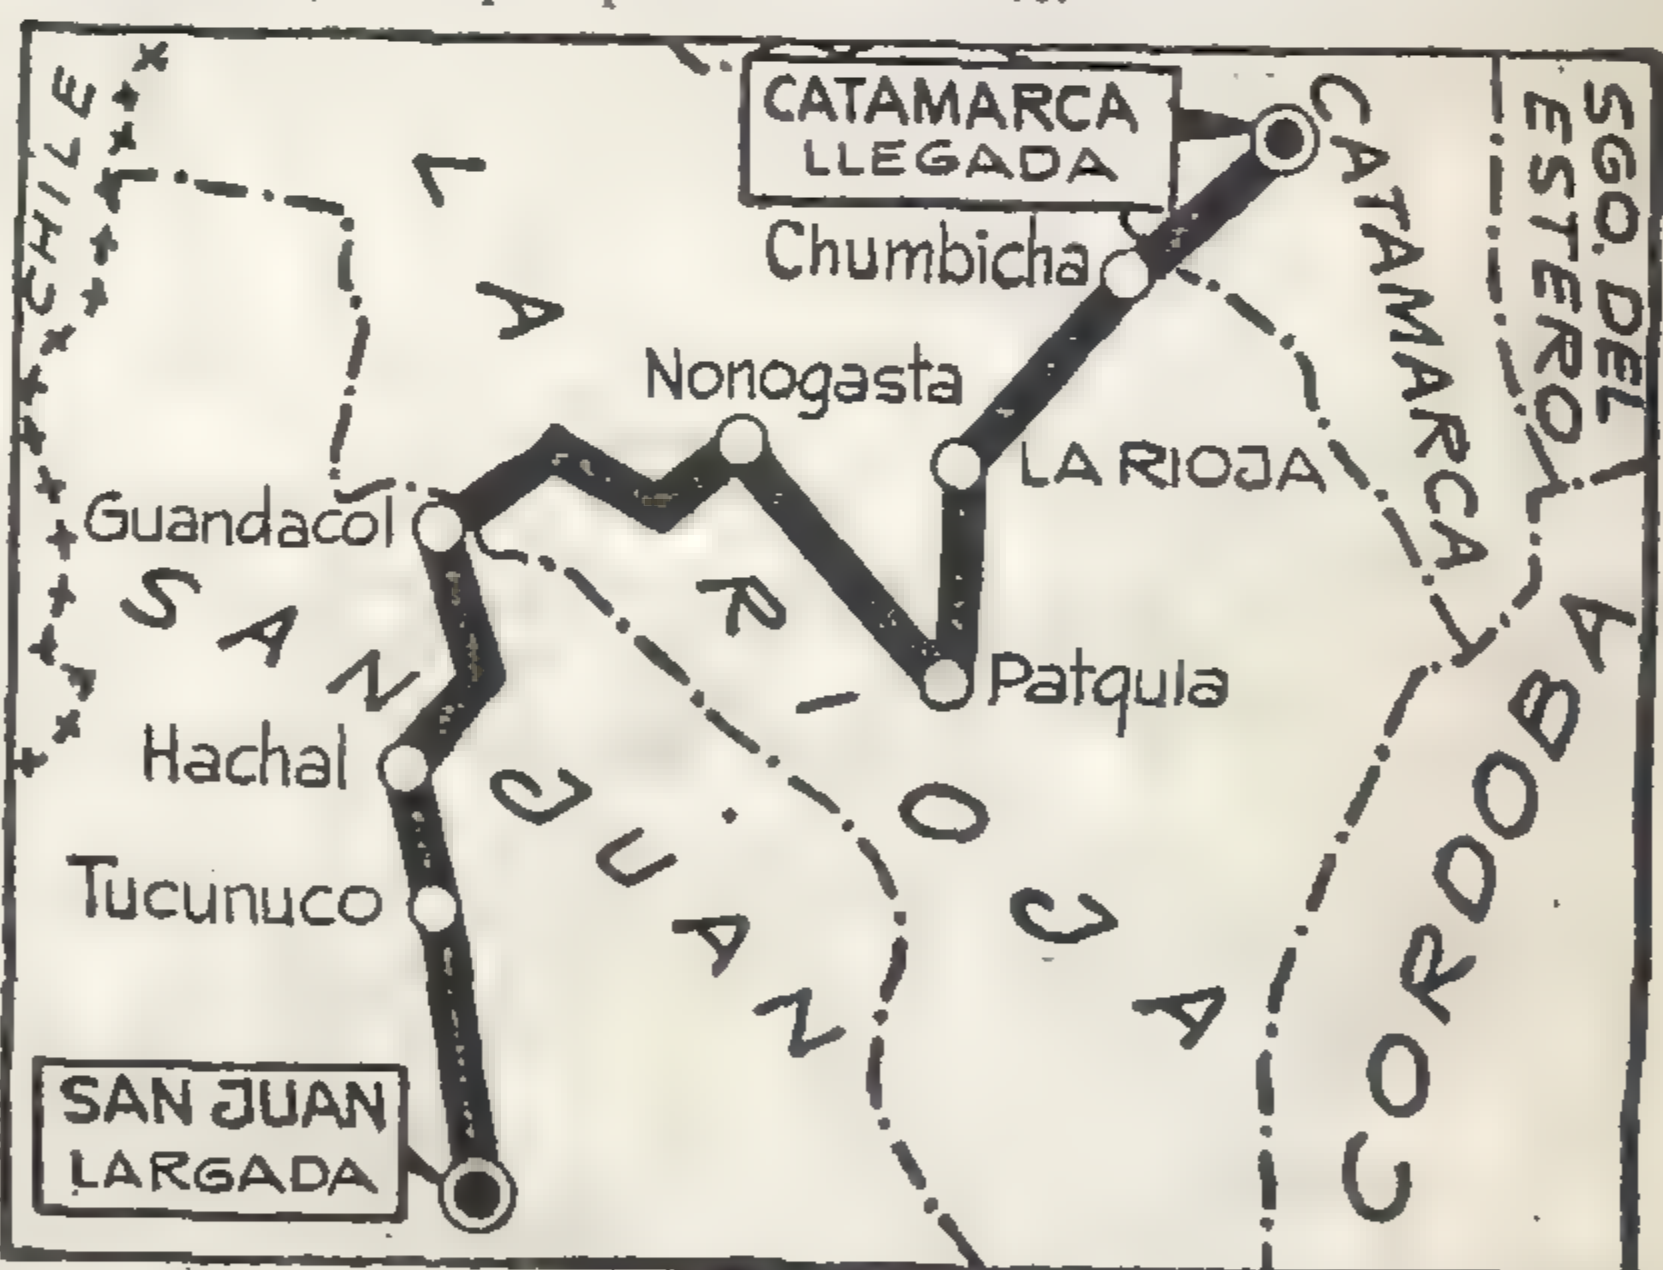 CHILE
CATAMARCA
LLEGADA
CATAMARCA
SGO. DEL
ESTERO
Chumbicha
Nonogasta
LA RIOJA
Guandacol
LA RIOJA
SAN JUAN
Patquia
Hachal
Tucunuco
CORDOBA
SAN JUAN
LARGADA